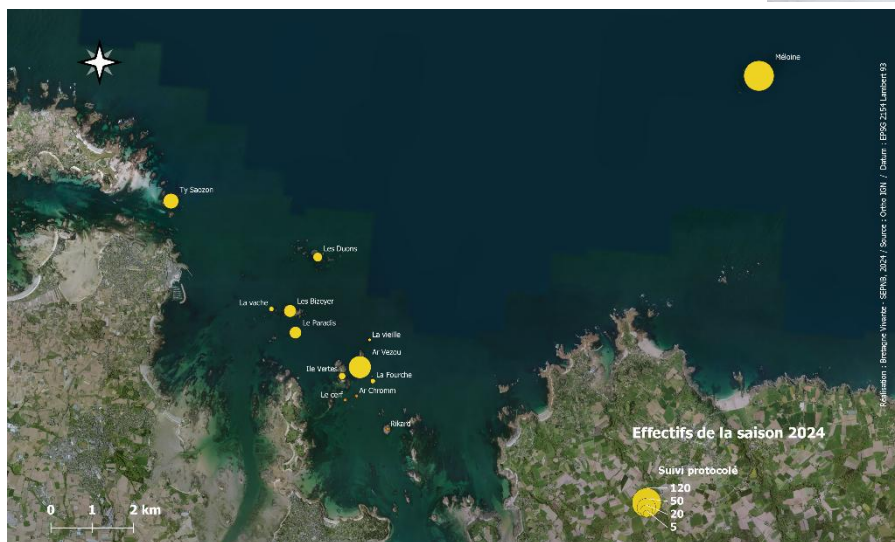 Méloine
Ty Saozon
Les Duons
La vache
Les Bizeyer
Le Paradis
La vieille
Ar Vezou
Ile Vertes
La Fourche
Ar Chromm
Le cerf
Rikard
Effectifs de la saison 2024
Suivi protocolé
120
50
20
5
0 1 2 km
Réalisation : Bretagne Vivante - SEPNB, 2024 / Source : Ortho IGN / Datum : EPSG 2154 Lambert 93